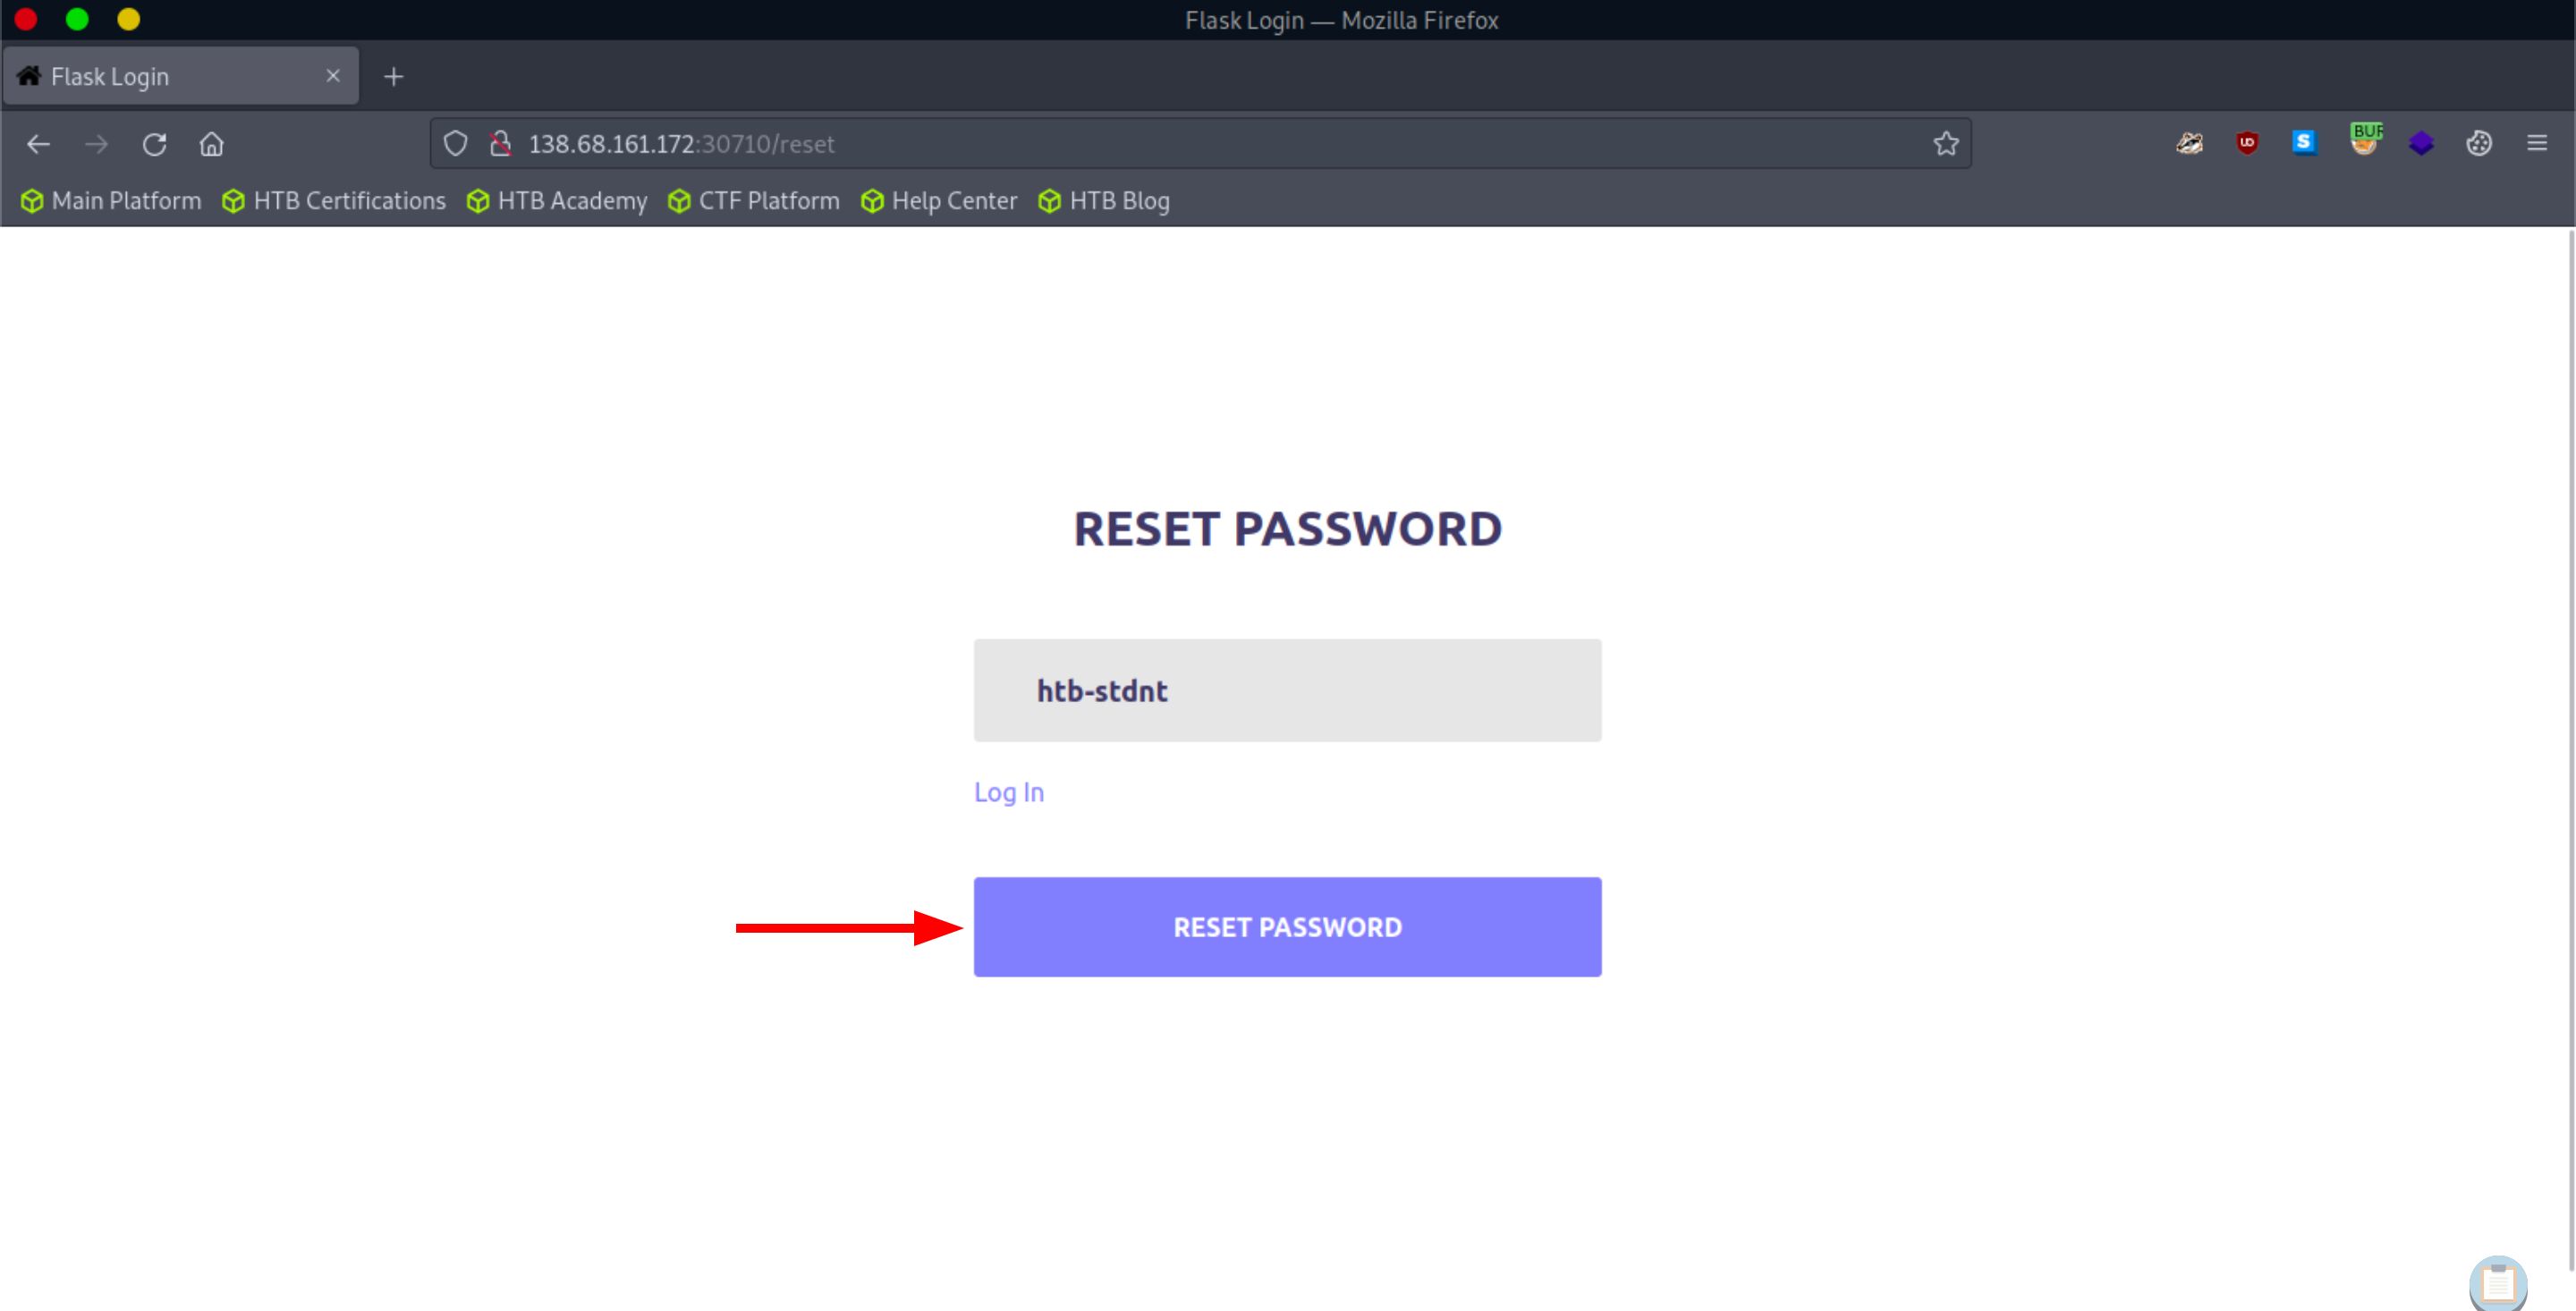 Flask Login — Mozilla Firefox
Flask Login
138.68.161.172:30710/reset
BUR
Main Platform HTB Certifications HTB Academy CTF Platform Help Center HTB Blog
RESET PASSWORD
htb-stdnt
Log In
RESET PASSWORD